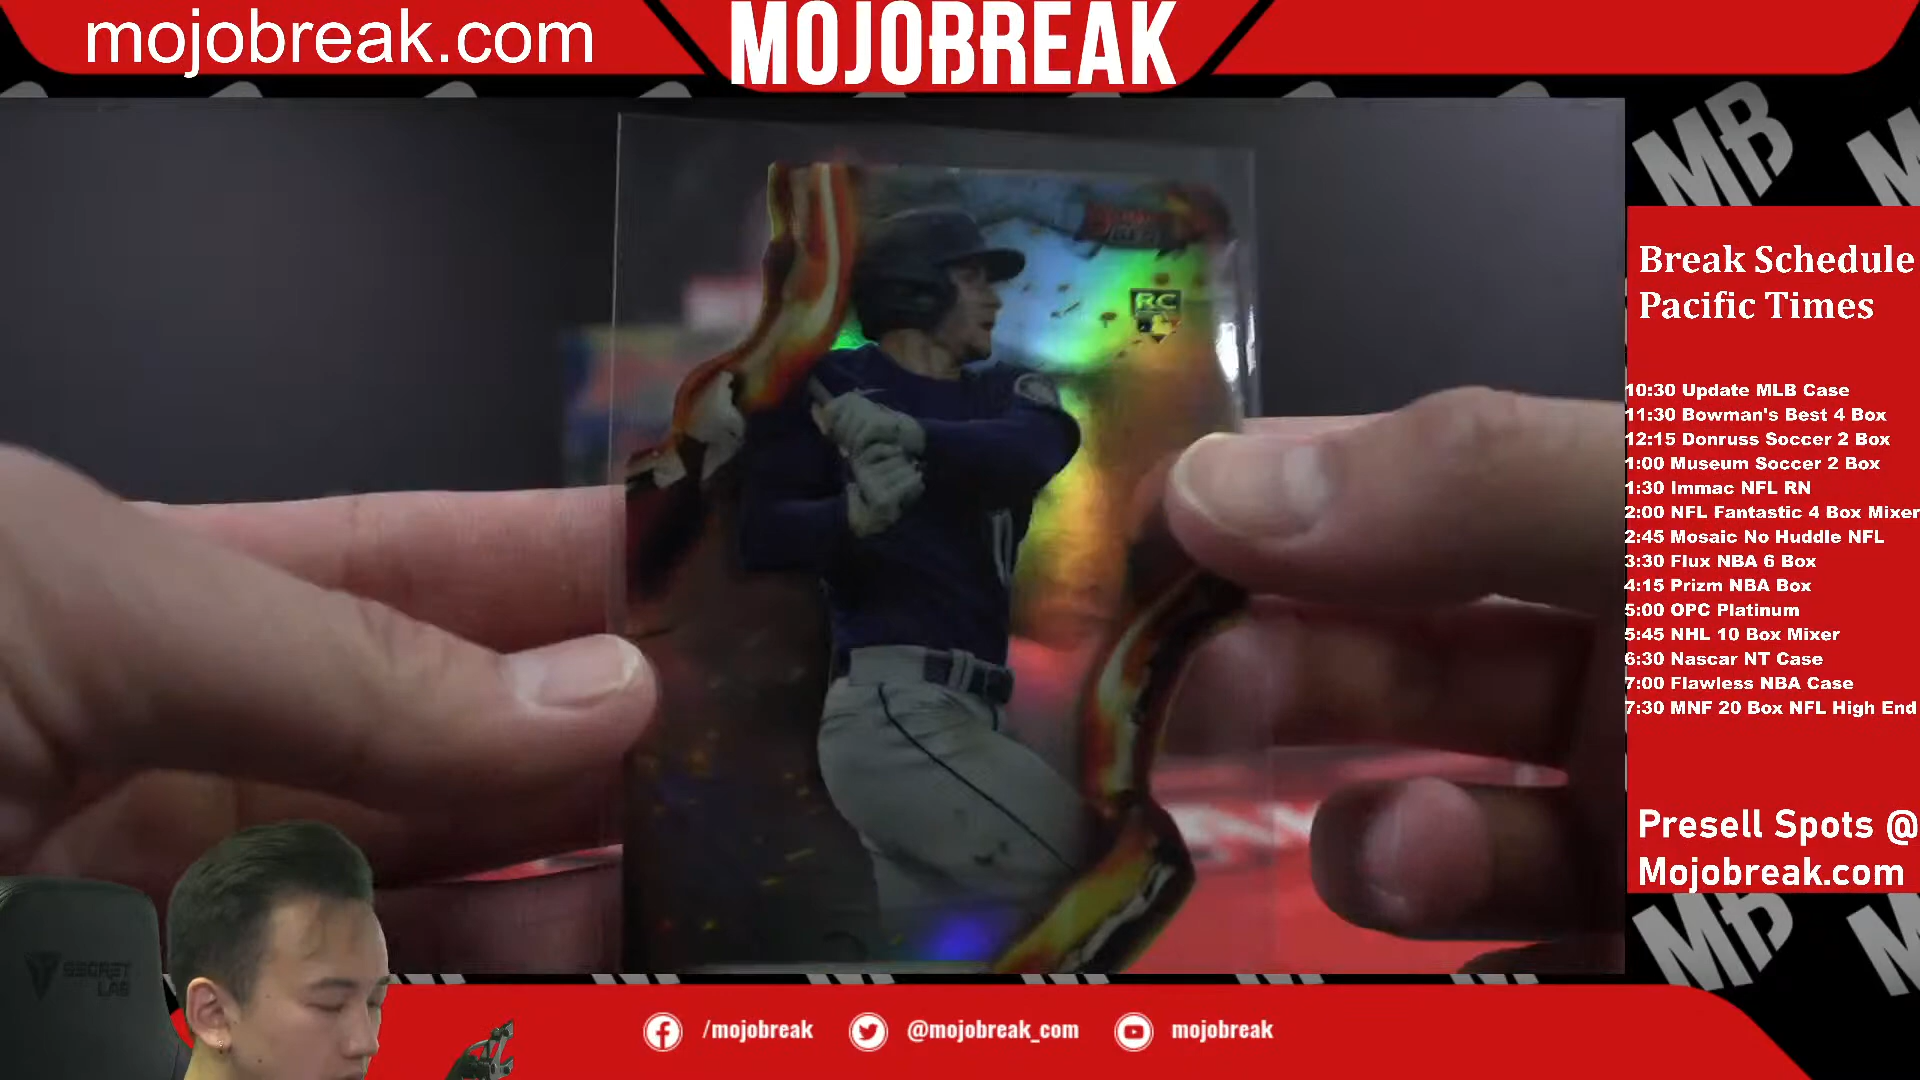 mojobreak.com
MOJOBREAK
MB
RC
Break Schedule
Pacific Times
10:30 Update MLB Case
11:30 Bowman's Best 4 Box
12:15 Donruss Soccer 2 Box
1:00 Museum Soccer 2 Box
1:30 Immac NFL RN
2:00 NFL Fantastic 4 Box Mixer
2:45 Mosaic No Huddle NFL
3:30 Flux NBA 6 Box
4:15 Prizm NBA Box
5:00 OPC Platinum
5:45 NHL 10 Box Mixer
6:30 Nascar NT Case
7:00 Flawless NBA Case
7:30 MNF 20 Box NFL High End
Presell Spots @
Mojobreak.com
MB
SECRET
LAB
/mojobreak
@mojobreak_com
mojobreak